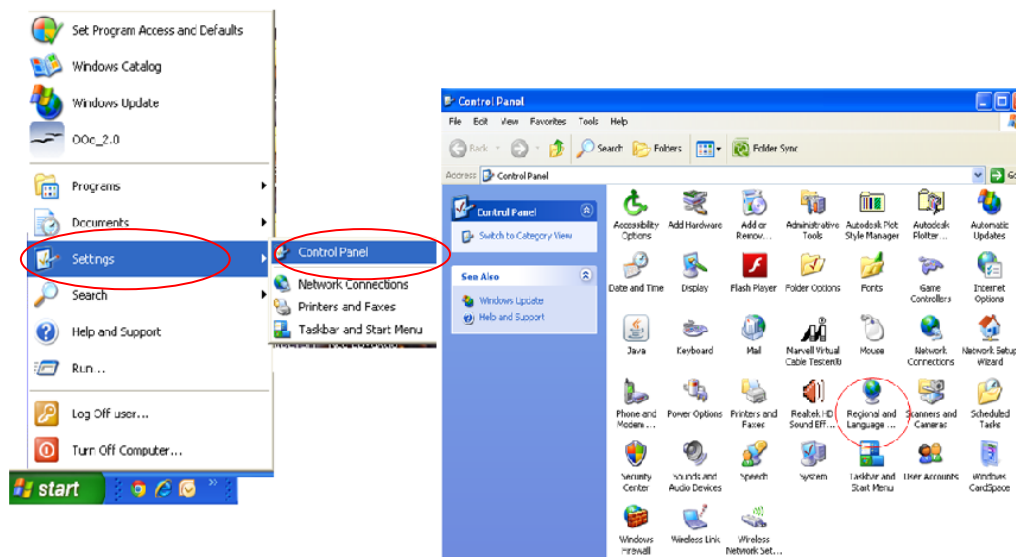 Set Program Access and Defaults
Windows Catalog
Windows Update
OOo_2.0
Programs
Documents
Settings
Search
Help and Support
Run...
Log Off user...
Turn Off Computer...
start
Control Panel
Network Connections
Printers and Faxes
Taskbar and Start Menu
Control Panel
File Edit View Favorites Tools Help
Back Search Folders Folder Sync
Address Control Panel
Control Panel
Switch to Category View
See Also
Windows Update
Help and Support
Accessibility Options
Add Hardware
Add or Remov...
Administrative Tools
Autodesk Plot Style Manager
Autodesk Plotter ...
Automatic Updates
Date and Time
Display
Flash Player
Folder Options
Fonts
Game Controllers
Internet Options
Java
Keyboard
Mail
Marvell Virtual Cable Tester
Mouse
Network Connections
Network Setup Wizard
Phone and Modem ...
Power Options
Printers and Faxes
Realtek HD Sound Eff...
Regional and Language ...
Scanners and Cameras
Scheduled Tasks
Security Center
Sounds and Audio Devices
Speech
System
Taskbar and Start Menu
User Accounts
Windows CardSpace
Windows Firewall
Wireless Link
Wireless Network Set...